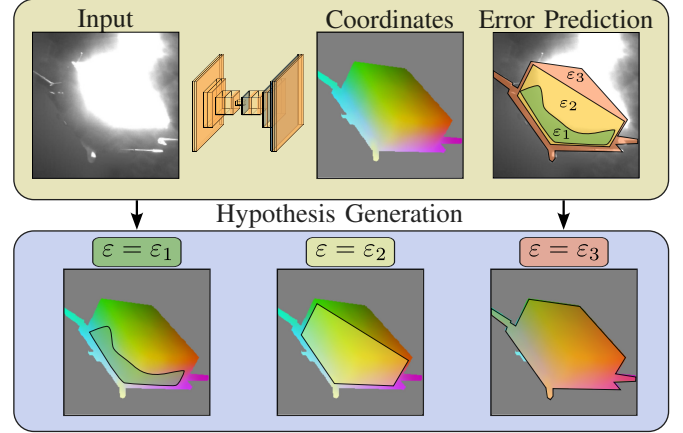 Input
Coordinates
Error Prediction
ε₃
ε₂
ε₁
Hypothesis Generation
ε = ε₁
ε = ε₂
ε = ε₃